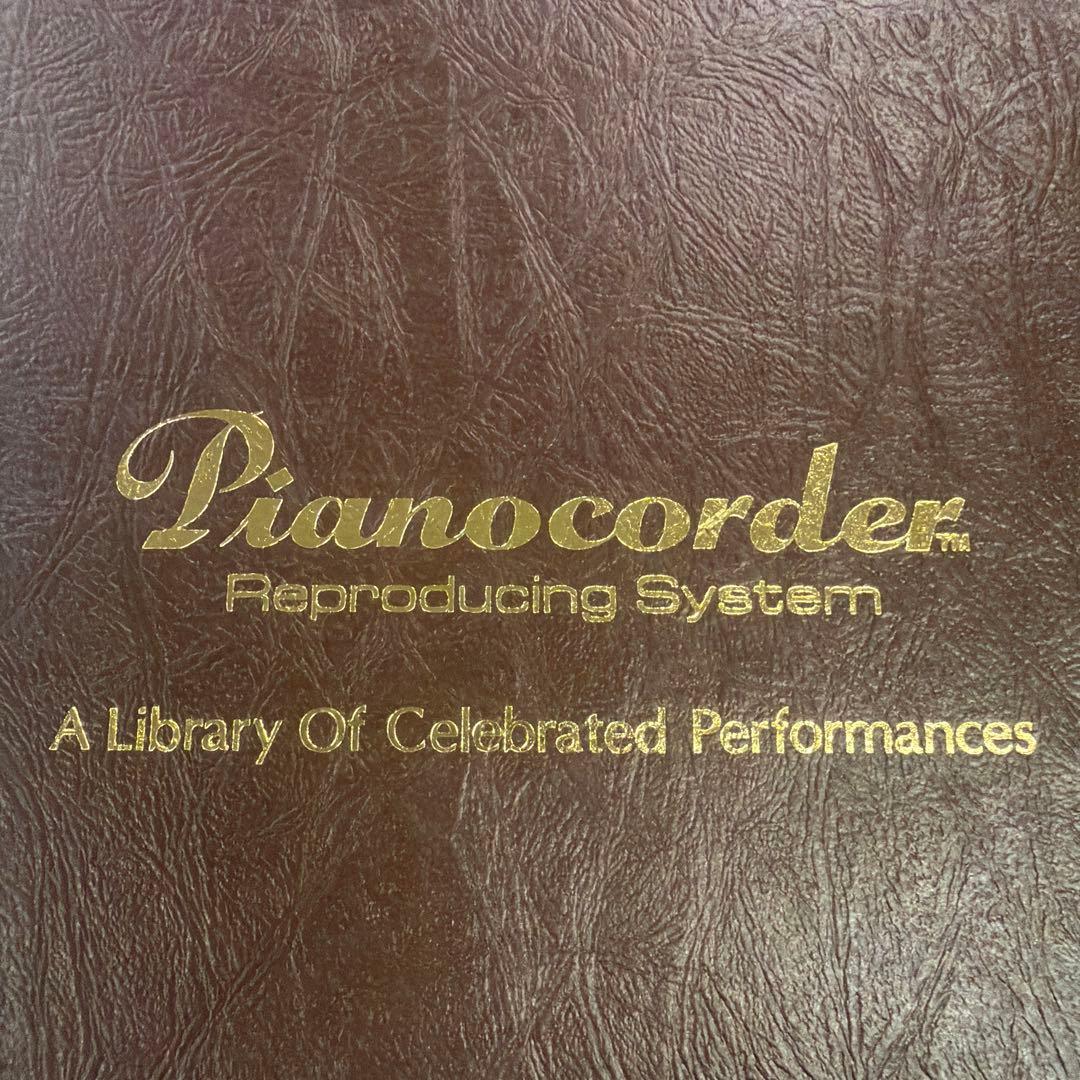 Pianocorder™
Reproducing System
A Library Of Celebrated Performances